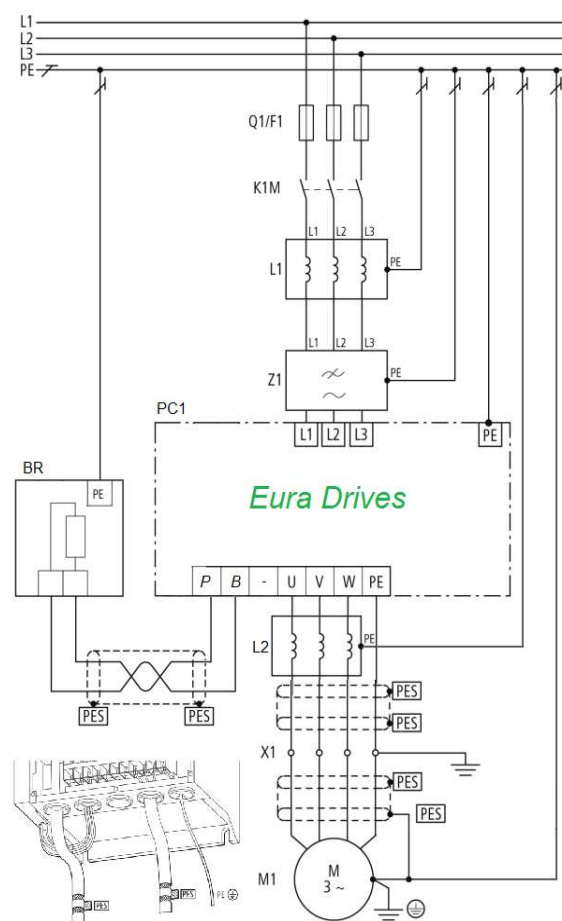 L1
L2
L3
PE
Q1/F1
K1M
L1 L2 L3
L1
PE
L1 L2 L3
Z1
PE
PC1
L1 L2 L3
PE
BR
PE
Eura Drives
P B - U V W PE
L2
PE
PES
PES PES
PES
X1
PES
PES
M1
M
3 ~
PES
PES
PE